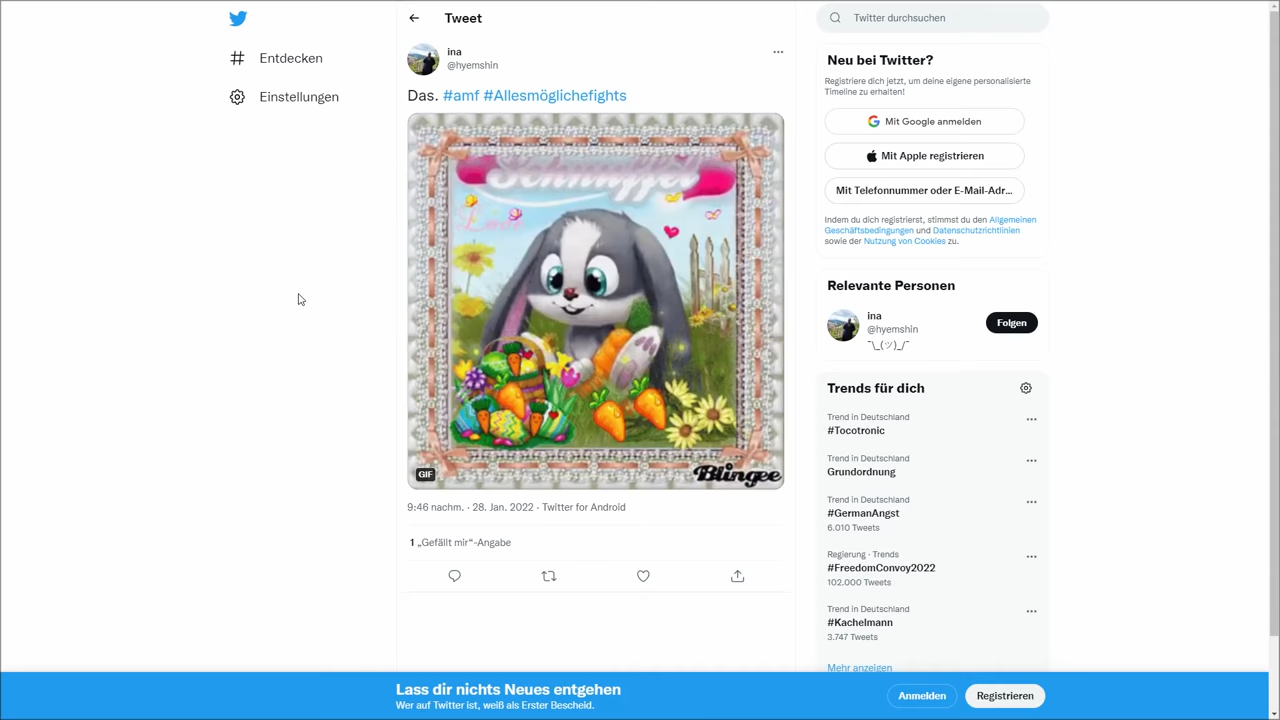 Entdecken
Einstellungen
Tweet
ina
@hyemshin
Das. #amf #Allesmöglichefights
Schnuffel
Love
GIF
Blingee
9:46 nachm. · 28. Jan. 2022 · Twitter for Android
1 „Gefällt mir“-Angabe
Twitter durchsuchen
Neu bei Twitter?
Registriere dich jetzt, um deine eigene personalisierte
Timeline zu erhalten!
Mit Google anmelden
Mit Apple registrieren
Mit Telefonnummer oder E-Mail-Adr...
Indem du dich registrierst, stimmst du den Allgemeinen
Geschäftsbedingungen und Datenschutzrichtlinien
sowie der Nutzung von Cookies zu.
Relevante Personen
ina
@hyemshin
Folgen
¯\_(ツ)_/¯
Trends für dich
Trend in Deutschland
#Tocotronic
Trend in Deutschland
Grundordnung
Trend in Deutschland
#GermanAngst
6.010 Tweets
Regierung · Trends
#FreedomConvoy2022
102.000 Tweets
Trend in Deutschland
#Kachelmann
3.747 Tweets
Mehr anzeigen
Lass dir nichts Neues entgehen
Wer auf Twitter ist, weiß als Erster Bescheid.
Anmelden
Registrieren